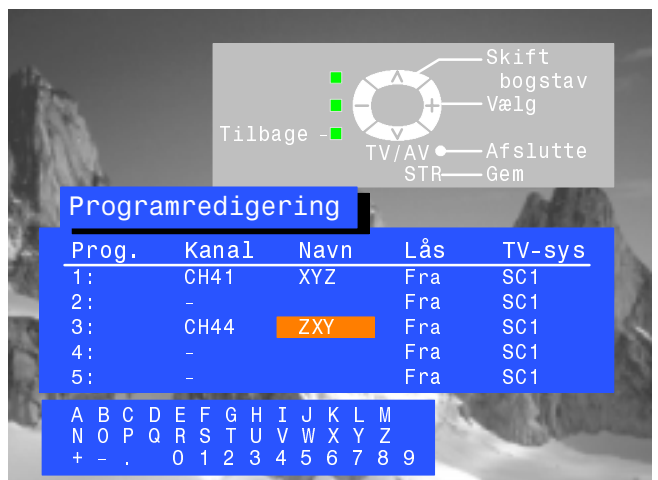 Skift
bogstav
Vælg
Tilbage -
TV/AV Afslutte
STR Gem
Programredigering
Prog. Kanal Navn Lås TV-sys
1: CH41 XYZ Fra SC1
2: - Fra SC1
3: CH44 ZXY Fra SC1
4: - Fra SC1
5: - Fra SC1
A B C D E F G H I J K L M
N O P Q R S T U V W X Y Z
+ - . 0 1 2 3 4 5 6 7 8 9